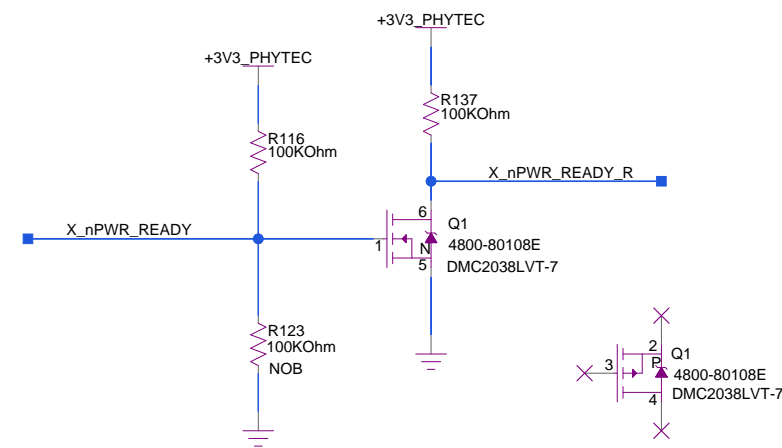 +3V3_PHYTEC
+3V3_PHYTEC
R137
100KOhm
R116
100KOhm
X_nPWR_READY_R
6
Q1
X_nPWR_READY
1
4800-80108E
N
5
DMC2038LVT-7
R123
100KOhm
NOB
2
Q1
3
P
4800-80108E
DMC2038LVT-7
4